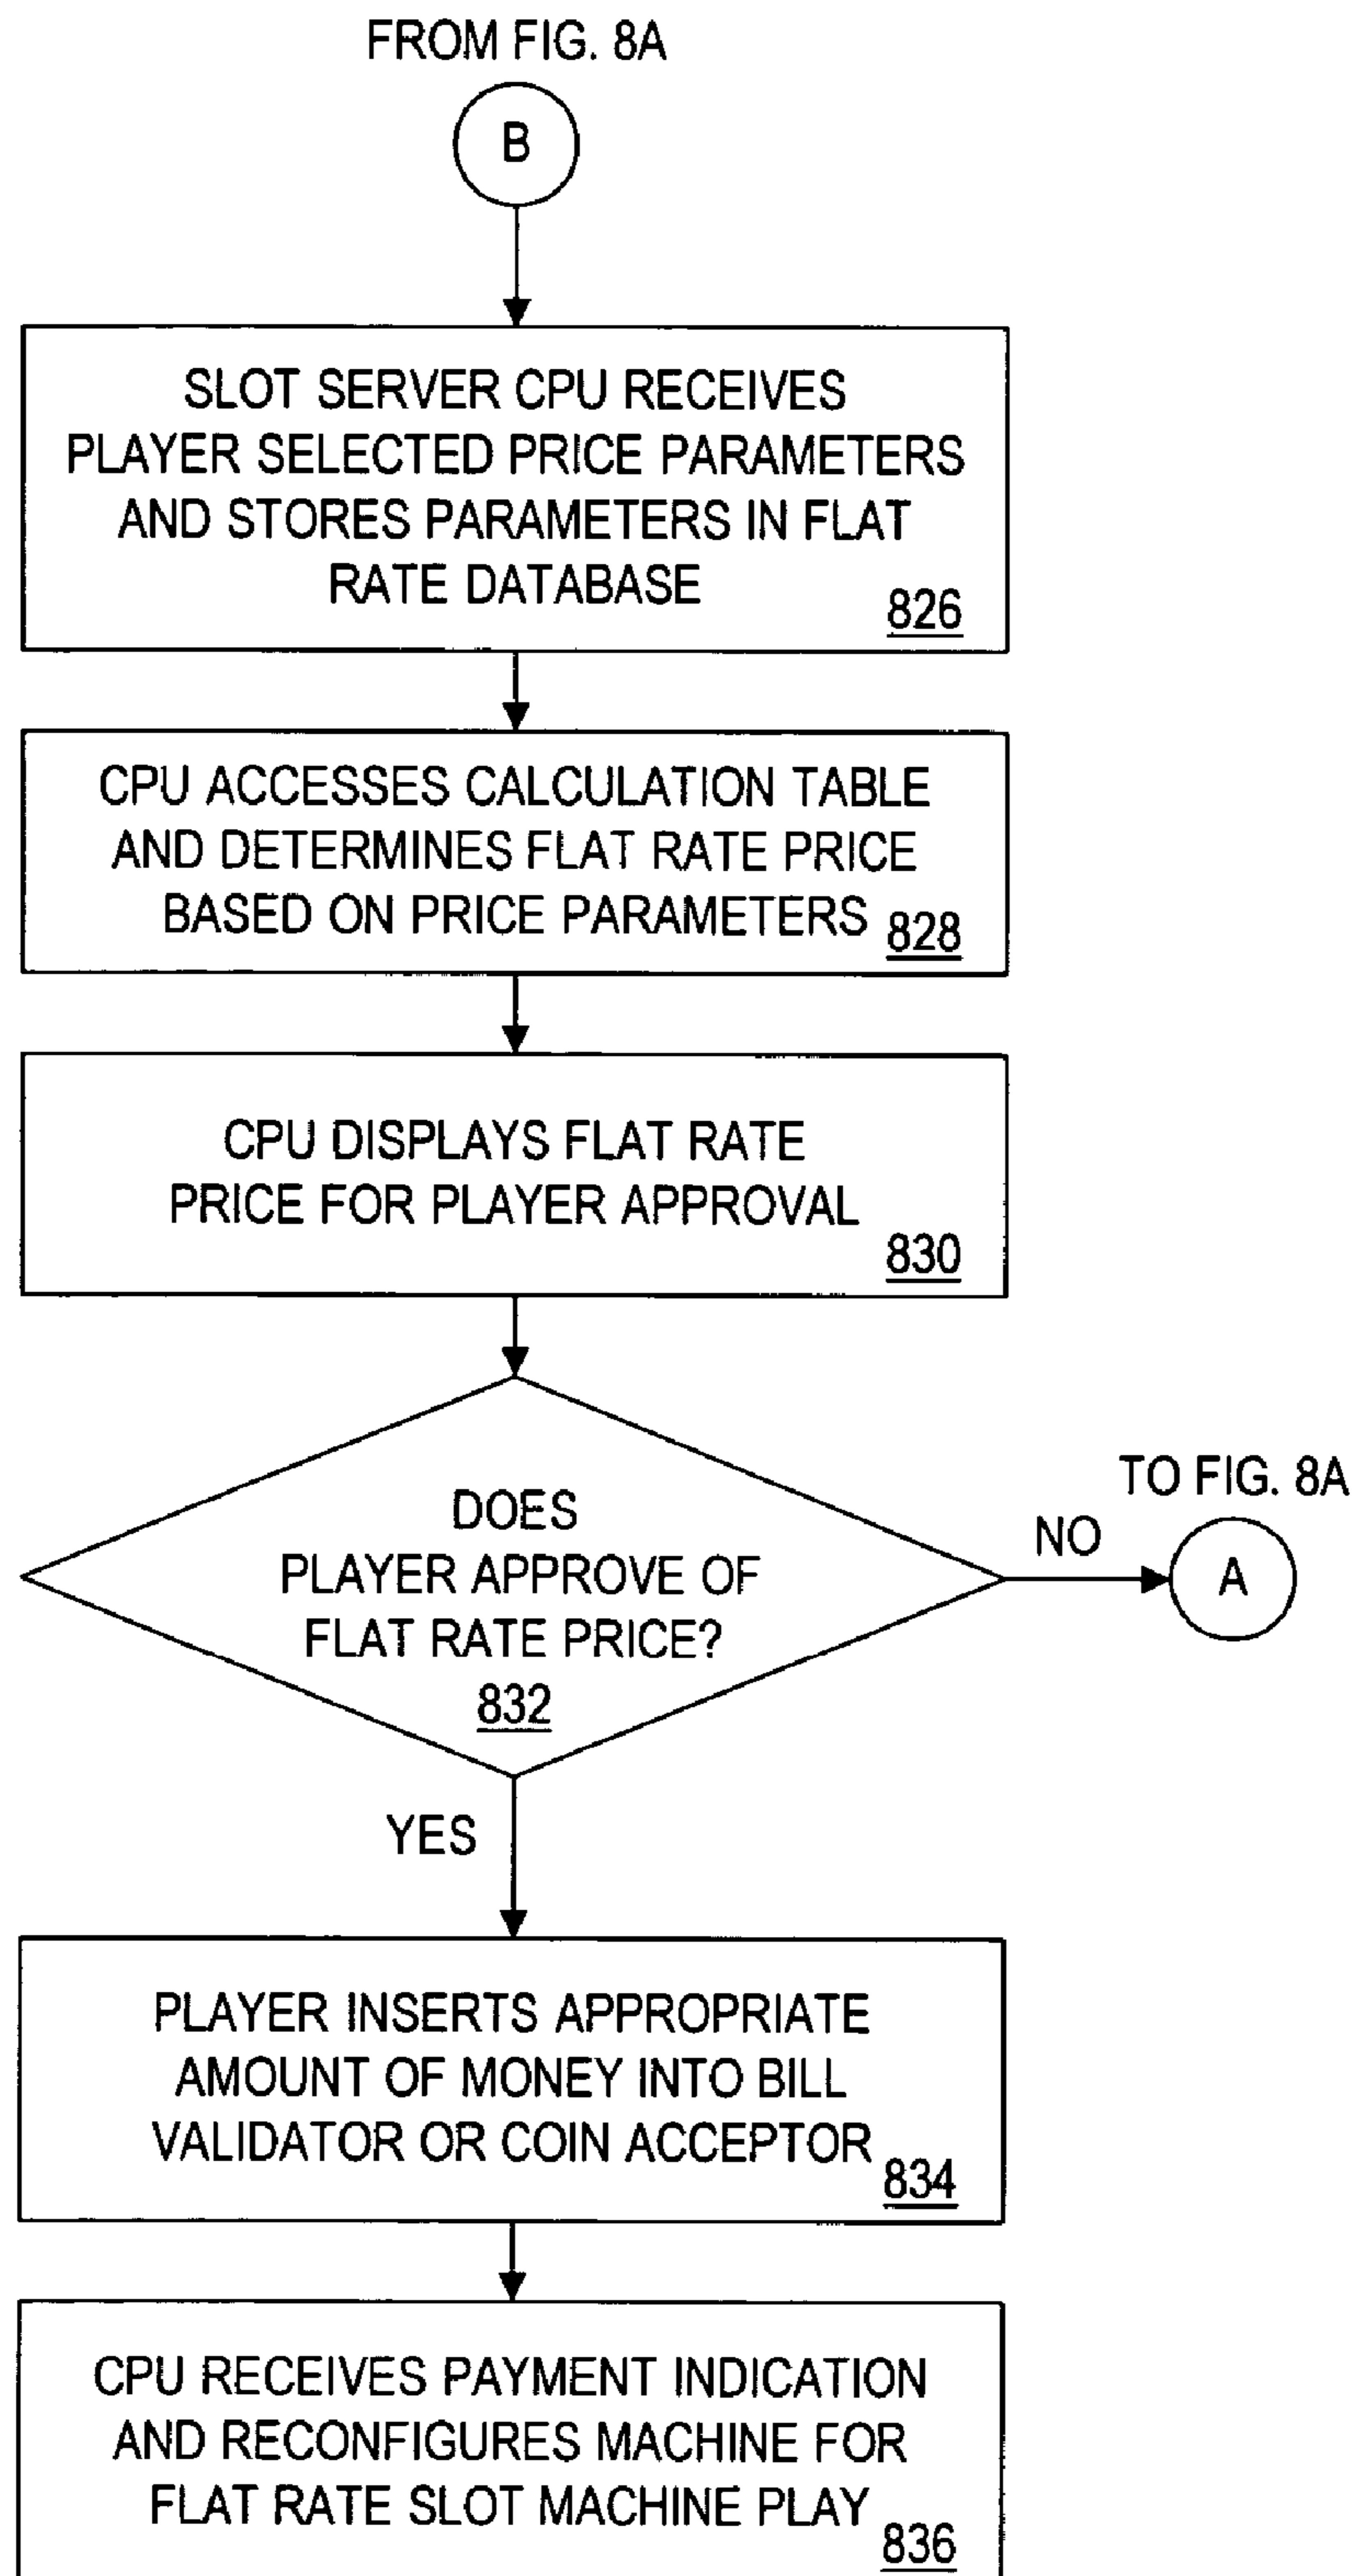 FROM FIG. 8A
B
SLOT SERVER CPU RECEIVES
PLAYER SELECTED PRICE PARAMETERS
AND STORES PARAMETERS IN FLAT
RATE DATABASE
826
CPU ACCESSES CALCULATION TABLE
AND DETERMINES FLAT RATE PRICE
BASED ON PRICE PARAMETERS
828
CPU DISPLAYS FLAT RATE
PRICE FOR PLAYER APPROVAL
830
DOES
PLAYER APPROVE OF
FLAT RATE PRICE?
832
NO
TO FIG. 8A
A
YES
PLAYER INSERTS APPROPRIATE
AMOUNT OF MONEY INTO BILL
VALIDATOR OR COIN ACCEPTOR
834
CPU RECEIVES PAYMENT INDICATION
AND RECONFIGURES MACHINE FOR
FLAT RATE SLOT MACHINE PLAY
836